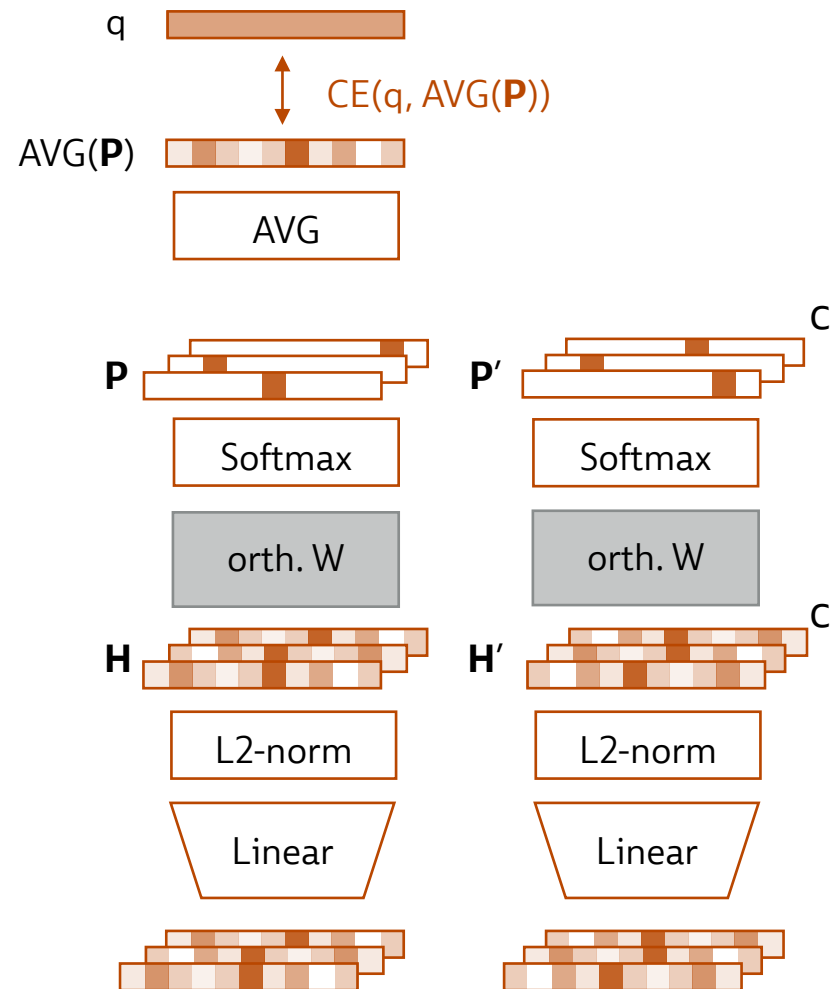 q
CE(q, AVG(P))
AVG(P)
AVG
C
P
P′
Softmax
Softmax
orth. W
orth. W
C
H
H′
L2-norm
L2-norm
Linear
Linear